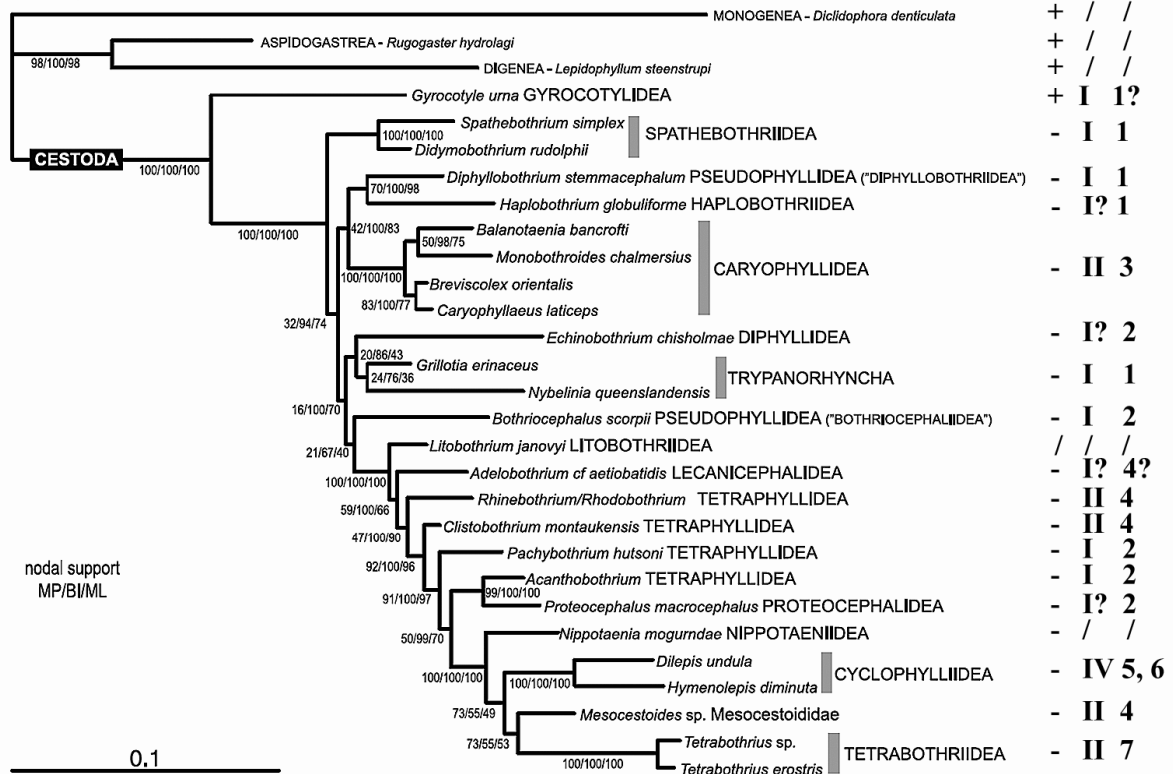 MONOGENEA - Diclidophora denticulata + / /
ASPIDOGASTREA - Rugogaster hydrolagi + / /
98/100/98
DIGENEA - Lepidophyllum steenstrupi + / /
Gyrocotyle urna GYROCOTYLIDEA + I 1?
Spathebothrium simplex
100/100/100 SPATHEBOTHRIIDEA - I 1
Didymobothrium rudolphii
CESTODA
100/100/100
Diphyllobothrium stemmacephalum PSEUDOPHYLLIDEA ("DIPHYLLOBOTHRIIDEA") - I 1
70/100/98
Haplobothrium globuliforme HAPLOBOTHRIIDEA - I? 1
100/100/100
42/100/83
Balanotaenia bancrofti
50/98/75
Monobothroides chalmersius
CARYOPHYLLIDEA - II 3
100/100/100
Breviscolex orientalis
83/100/77
Caryophyllaeus laticeps
32/94/74
Echinobothrium chisholmae DIPHYLLIDEA - I? 2
20/86/43
Grillotia erinaceus
24/76/36
TRYPANORHYNCHA - I 1
Nybelinia queenslandensis
16/100/70
Bothriocephalus scorpii PSEUDOPHYLLIDEA ("BOTHRIOCEPHALIIDEA") - I 2
Litobothrium janovyi LITOBOTHRIIDEA / / /
21/67/40
Adelobothrium cf aetiobatidis LECANICEPHALIDEA - I? 4?
100/100/100
Rhinebothrium/Rhodobothrium TETRAPHYLLIDEA - II 4
59/100/66
Clistobothrium montaukensis TETRAPHYLLIDEA - II 4
47/100/90
Pachybothrium hutsoni TETRAPHYLLIDEA - I 2
92/100/96
nodal support
MP/BI/ML
Acanthobothrium TETRAPHYLLIDEA - I 2
99/100/100
91/100/97
Proteocephalus macrocephalus PROTEOCEPHALIDEA - I? 2
Nippotaenia mogurndae NIPPOTAENIIDEA - / /
50/99/70
Dilepis undula
100/100/100
CYCLOPHYLLIIDEA - IV 5, 6
100/100/100
Hymenolepis diminuta
73/55/49
Mesocestoides sp. Mesocestoididae - II 4
73/55/53
Tetrabothrius sp.
TETRABOTHRIIDEA - II 7
0.1
100/100/100
Tetrabothrius erostris